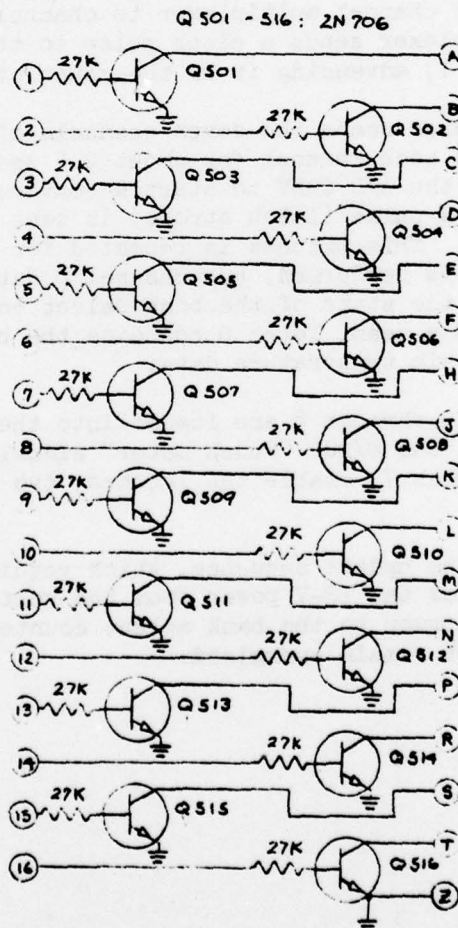 Q501 - 516: 2N706
A
27K
1
Q501
B
27K
2
Q502
C
27K
3
Q503
D
27K
4
Q504
E
27K
5
Q505
F
27K
6
Q506
H
27K
7
Q507
J
27K
8
Q508
K
27K
9
Q509
L
27K
10
Q510
M
27K
11
Q511
N
27K
12
Q512
P
27K
13
Q513
R
27K
14
Q514
S
27K
15
Q515
T
27K
16
Q516
Z